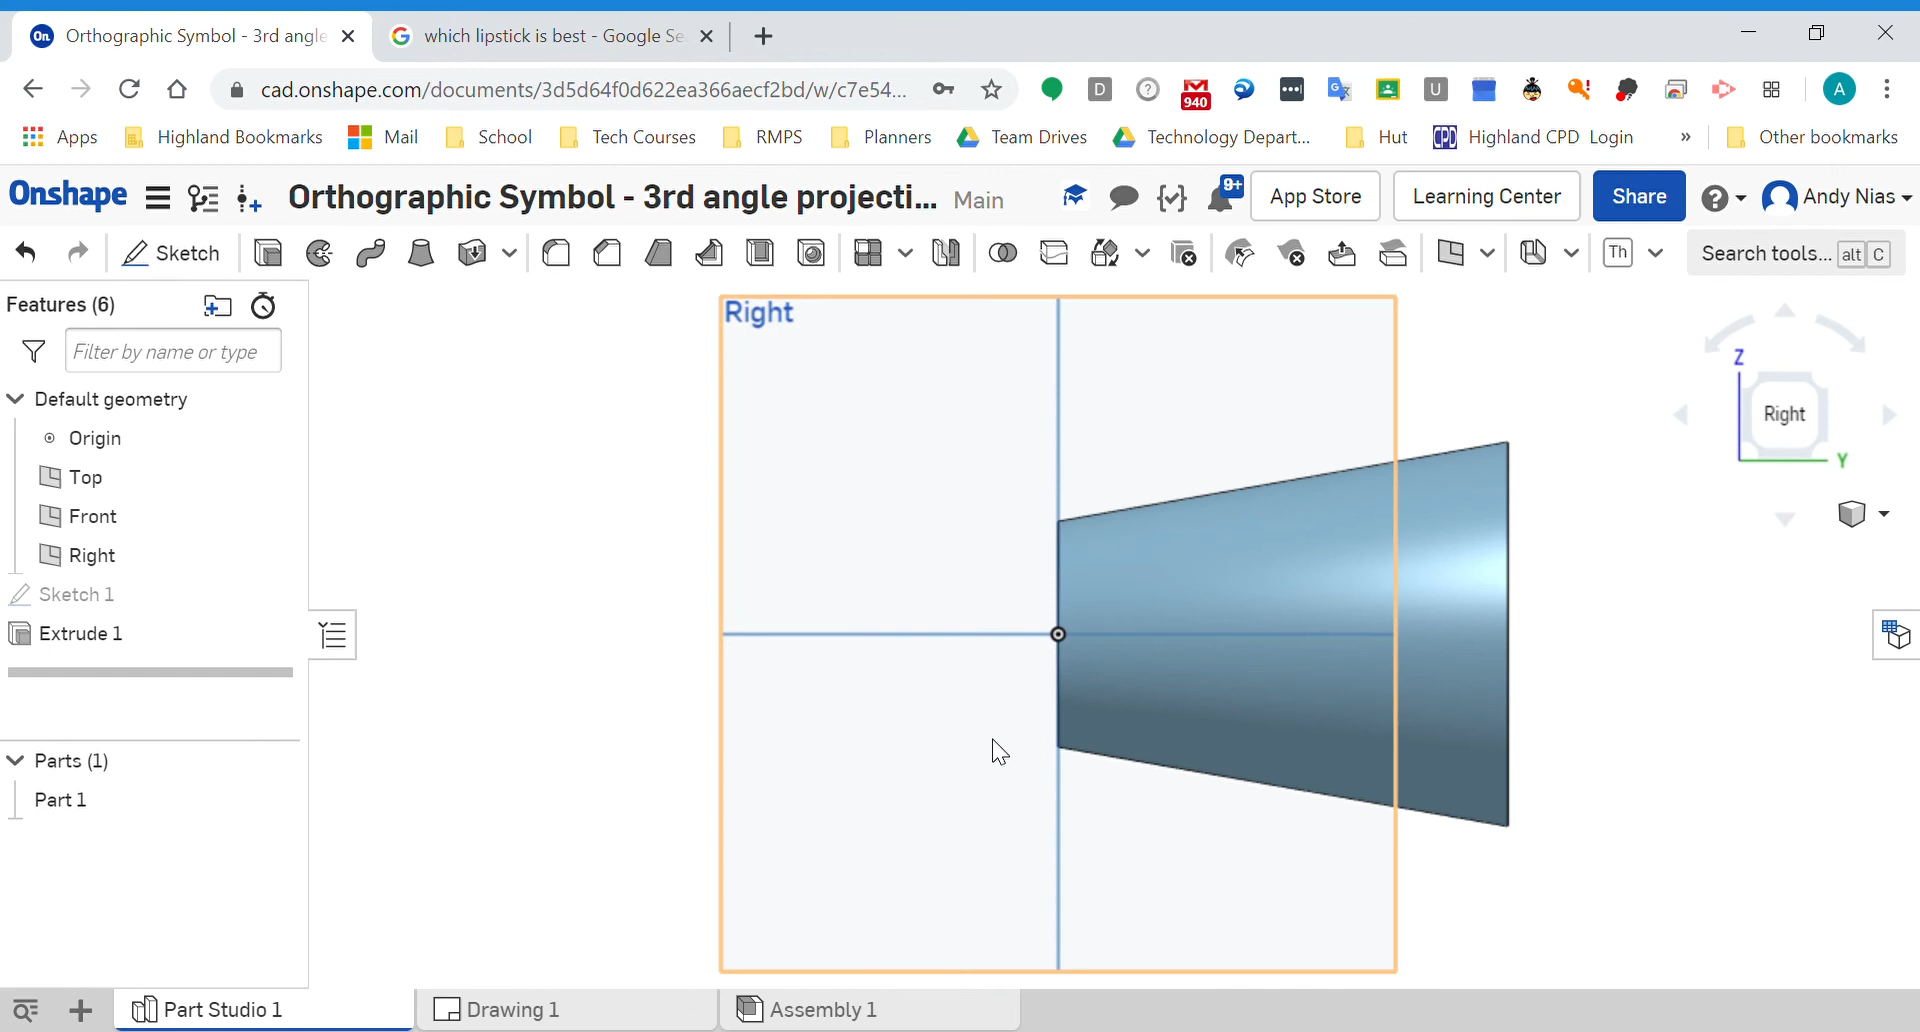 On Orthographic Symbol - 3rd angle
which lipstick is best - Google Se
cad.onshape.com/documents/3d5d64f0d622ea366aecf2bd/w/c7e54...
D
940
U
A
Apps Highland Bookmarks Mail School Tech Courses RMPS Planners Team Drives Technology Depart... Hut CPD Highland CPD Login » Other bookmarks
Onshape Orthographic Symbol - 3rd angle projecti... Main 9+ App Store Learning Center Share Andy Nias
Sketch Th Search tools... alt C
Features (6)
Filter by name or type
Default geometry
Origin
Top
Front
Right
Sketch 1
Extrude 1
Parts (1)
Part 1
Right
Z
Right
Y
Part Studio 1 Drawing 1 Assembly 1